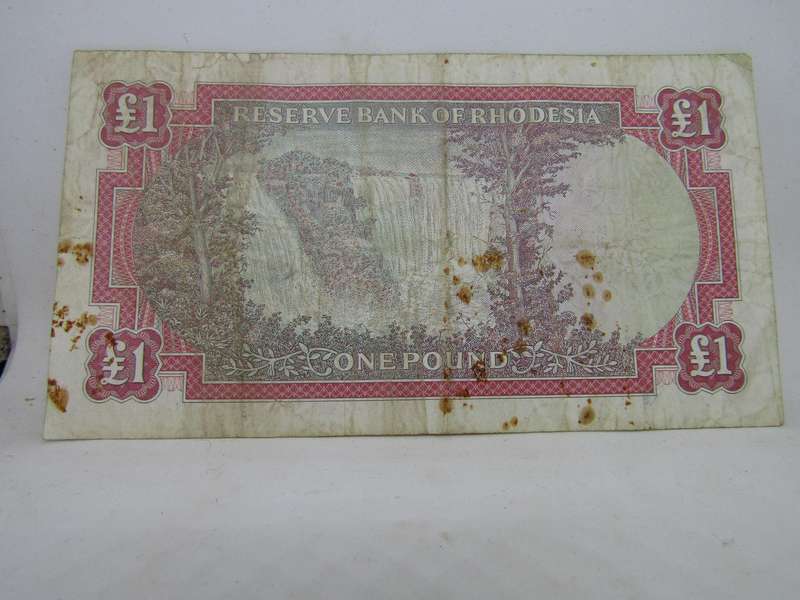 £1 £1
RESERVE BANK OF RHODESIA
£1 ONE POUND £1